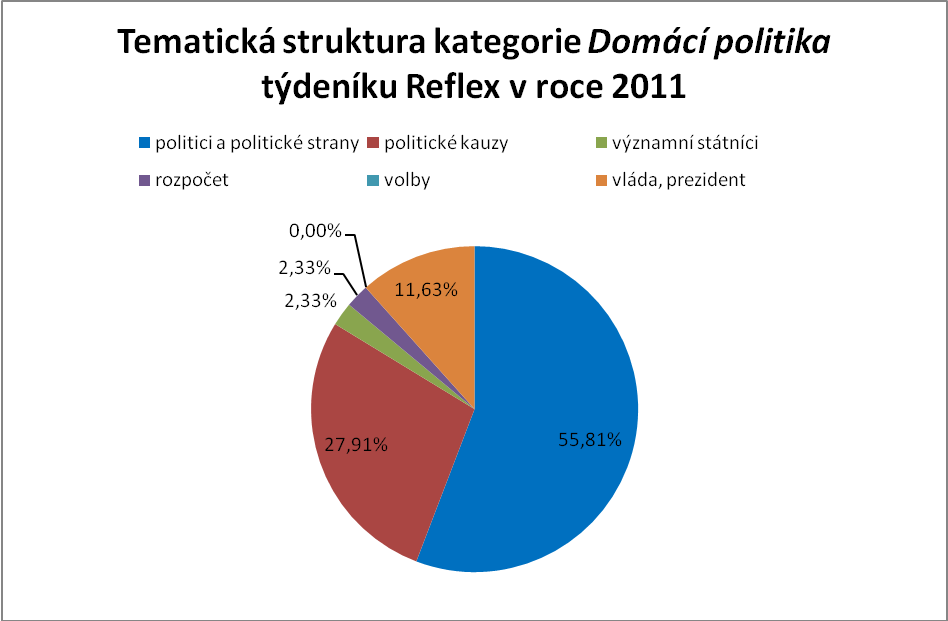 Tematická struktura kategorie Domácí politika
týdeníku Reflex v roce 2011
politici a politické strany politické kauzy významní státníci
rozpočet volby vláda, prezident
0,00%
2,33%
2,33%
11,63%
27,91%
55,81%